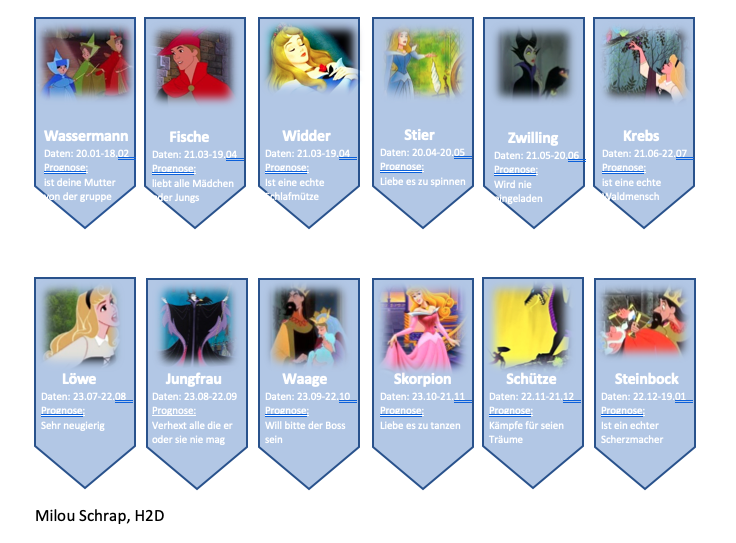 Wassermann
Daten: 20.01-18,02
Prognose:
ist deine Mutter
von der gruppe
Fische
Daten: 21.03-19,04
Prognose:
liebt alle Mädchen
oder Jungs
Widder
Daten: 21.03-19,04
Prognose:
Ist eine echte
Schlafmütze
Stier
Daten: 20.04-20,05
Prognose:
Liebe es zu spinnen
Zwilling
Daten: 21.05-20,06
Prognose:
Wird nie
eingeladen
Krebs
Daten: 21.06-22,07
Prognose:
ist eine echte
Waldmensch
Löwe
Daten: 23.07-22,08
Prognose:
Sehr neugierig
Jungfrau
Daten: 23.08-22.09
Prognose:
Verhext alle die er
oder sie nie mag
Waage
Daten: 23.09-22,10
Prognose:
Will bitte der Boss
sein
Skorpion
Daten: 23.10-21,11
Prognose:
Liebe es zu tanzen
Schütze
Daten: 22.11-21,12
Prognose:
Kämpfe für seien
Träume
Steinbock
Daten: 22.12-19,01
Prognose:
Ist ein echter
Scherzmacher
Milou Schrap, H2D